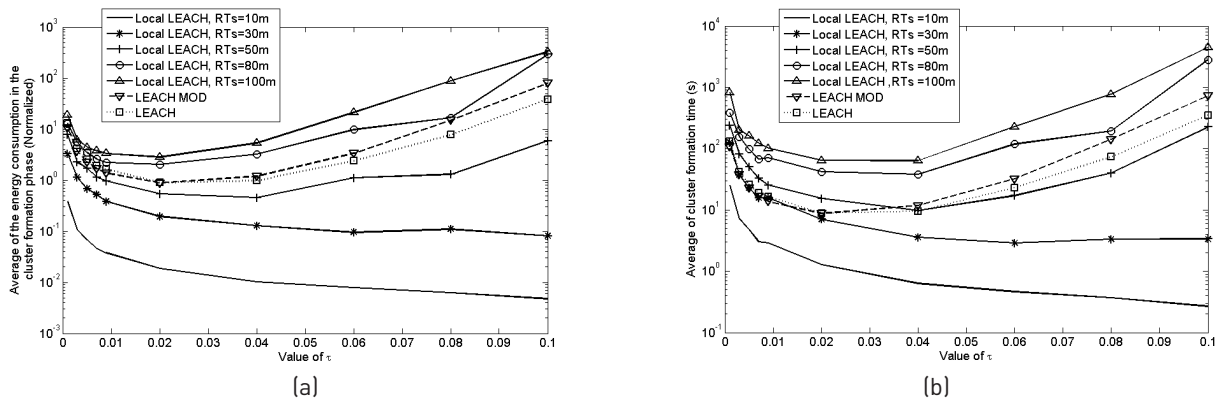 Local LEACH, RTs=10m
Local LEACH, RTs=30m
Local LEACH, RTs=50m
Local LEACH, RTs=80m
Local LEACH, RTs=100m
LEACH MOD
LEACH
10^3
10^2
10^1
10^0
10^-1
10^-2
10^-3
Average of the energy consumption in the
cluster formation phase (Normalized)
0 0.01 0.02 0.03 0.04 0.05 0.06 0.07 0.08 0.09 0.1
Value of τ
(a)
Local LEACH, RTs =10m
Local LEACH, RTs =30m
Local LEACH, RTs =50m
Local LEACH, RTs =80m
Local LEACH ,RTs =100m
LEACH MOD
LEACH
10^4
10^3
10^2
10^1
10^0
10^-1
Average of cluster formation time (s)
0 0.01 0.02 0.03 0.04 0.05 0.06 0.07 0.08 0.09 0.1
Value of τ
(b)